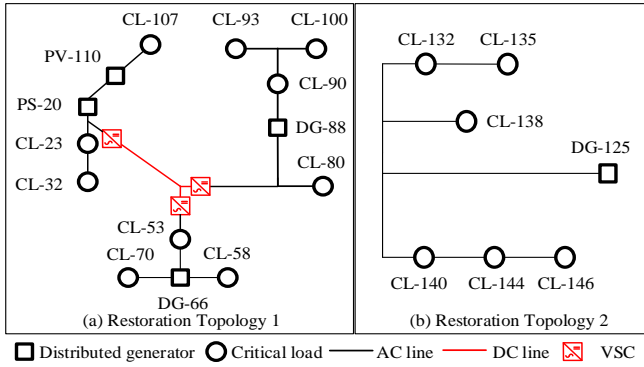 CL-107
CL-93
CL-100
PV-110
CL-90
PS-20
DG-88
CL-23
CL-80
CL-32
CL-53
CL-70
CL-58
DG-66
(a) Restoration Topology 1
CL-132
CL-135
CL-138
DG-125
CL-140
CL-144
CL-146
(b) Restoration Topology 2
Distributed generator
Critical load
AC line
DC line
VSC